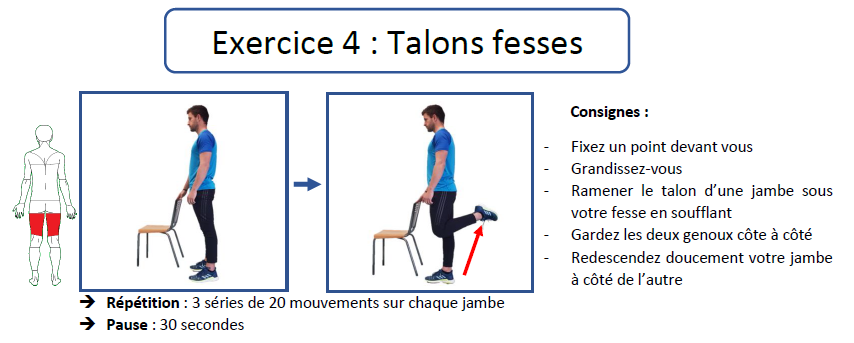 Exercice 4 : Talons fesses
Consignes :
- Fixez un point devant vous
- Grandissez-vous
- Ramener le talon d’une jambe sous
votre fesse en soufflant
- Gardez les deux genoux côte à côté
- Redescendez doucement votre jambe
à côté de l’autre
➔ Répétition : 3 séries de 20 mouvements sur chaque jambe
➔ Pause : 30 secondes